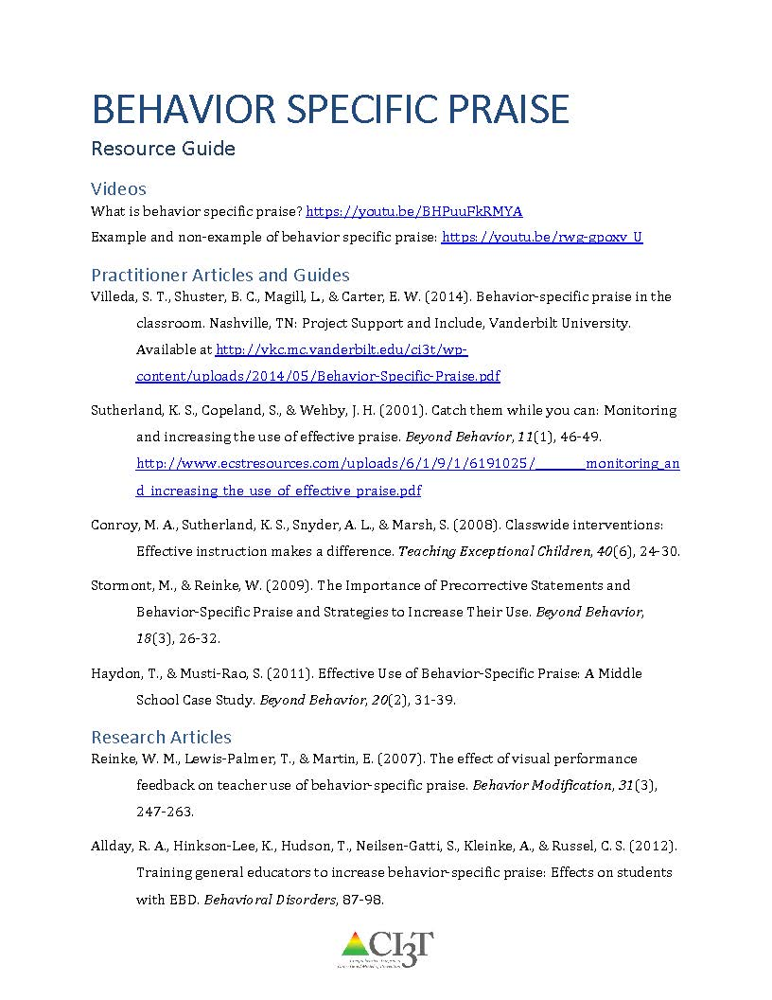 BEHAVIOR SPECIFIC PRAISE
Resource Guide
Videos
What is behavior specific praise? https://youtu.be/BHPuuFkRMYA
Example and non-example of behavior specific praise: https://youtu.be/rwg-gpoxv_U
Practitioner Articles and Guides
Villeda, S. T., Shuster, B. C., Magill, L., & Carter, E. W. (2014). Behavior-specific praise in the
classroom. Nashville, TN: Project Support and Include, Vanderbilt University.
Available at http://vkc.mc.vanderbilt.edu/ci3t/wp-
content/uploads/2014/05/Behavior-Specific-Praise.pdf
Sutherland, K. S., Copeland, S., & Wehby, J. H. (2001). Catch them while you can: Monitoring
and increasing the use of effective praise. Beyond Behavior, 11(1), 46-49.
http://www.ecstresources.com/uploads/6/1/9/1/6191025/_______monitoring_an
d_increasing_the_use_of_effective_praise.pdf
Conroy, M. A., Sutherland, K. S., Snyder, A. L., & Marsh, S. (2008). Classwide interventions:
Effective instruction makes a difference. Teaching Exceptional Children, 40(6), 24-30.
Stormont, M., & Reinke, W. (2009). The Importance of Precorrective Statements and
Behavior-Specific Praise and Strategies to Increase Their Use. Beyond Behavior,
18(3), 26-32.
Haydon, T., & Musti-Rao, S. (2011). Effective Use of Behavior-Specific Praise: A Middle
School Case Study. Beyond Behavior, 20(2), 31-39.
Research Articles
Reinke, W. M., Lewis-Palmer, T., & Martin, E. (2007). The effect of visual performance
feedback on teacher use of behavior-specific praise. Behavior Modification, 31(3),
247-263.
Allday, R. A., Hinkson-Lee, K., Hudson, T., Neilsen-Gatti, S., Kleinke, A., & Russel, C. S. (2012).
Training general educators to increase behavior-specific praise: Effects on students
with EBD. Behavioral Disorders, 87-98.
CI3T